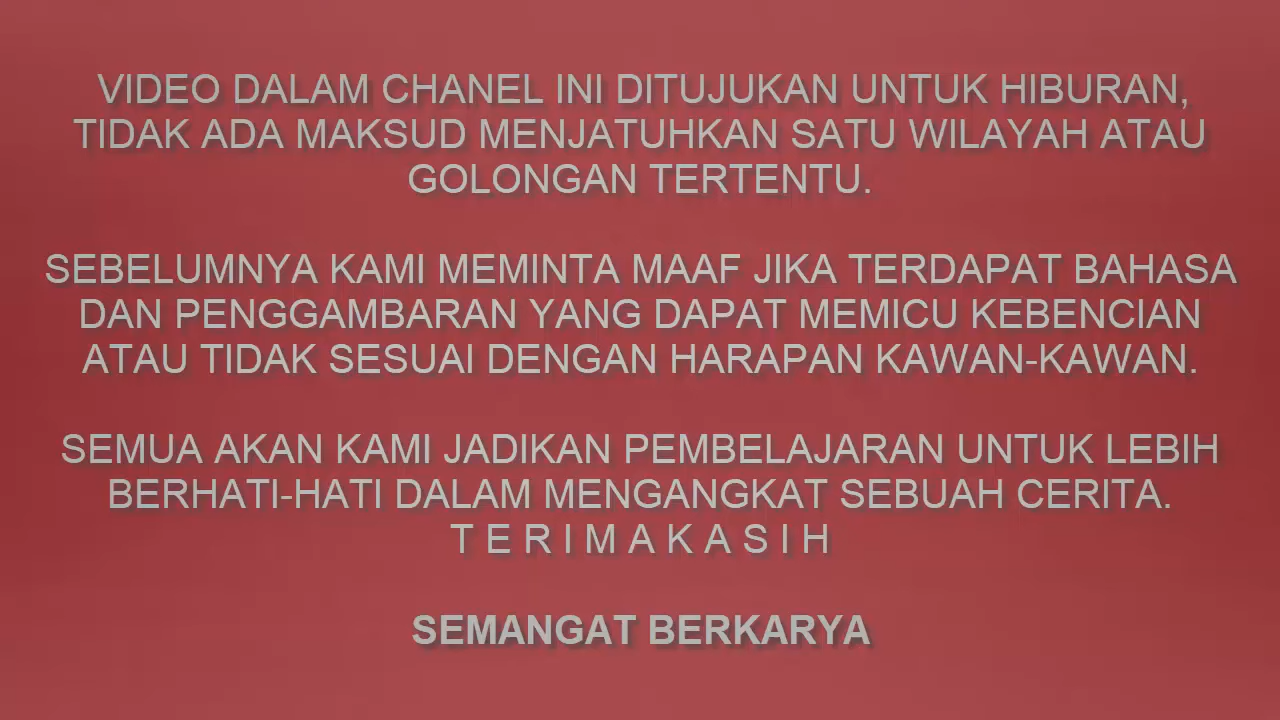 VIDEO DALAM CHANEL INI DITUJUKAN UNTUK HIBURAN,
TIDAK ADA MAKSUD MENJATUHKAN SATU WILAYAH ATAU
GOLONGAN TERTENTU.
SEBELUMNYA KAMI MEMINTA MAAF JIKA TERDAPAT BAHASA
DAN PENGGAMBARAN YANG DAPAT MEMICU KEBENCIAN
ATAU TIDAK SESUAI DENGAN HARAPAN KAWAN-KAWAN.
SEMUA AKAN KAMI JADIKAN PEMBELAJARAN UNTUK LEBIH
BERHATI-HATI DALAM MENGANGKAT SEBUAH CERITA.
T E R I M A K A S I H
SEMANGAT BERKARYA